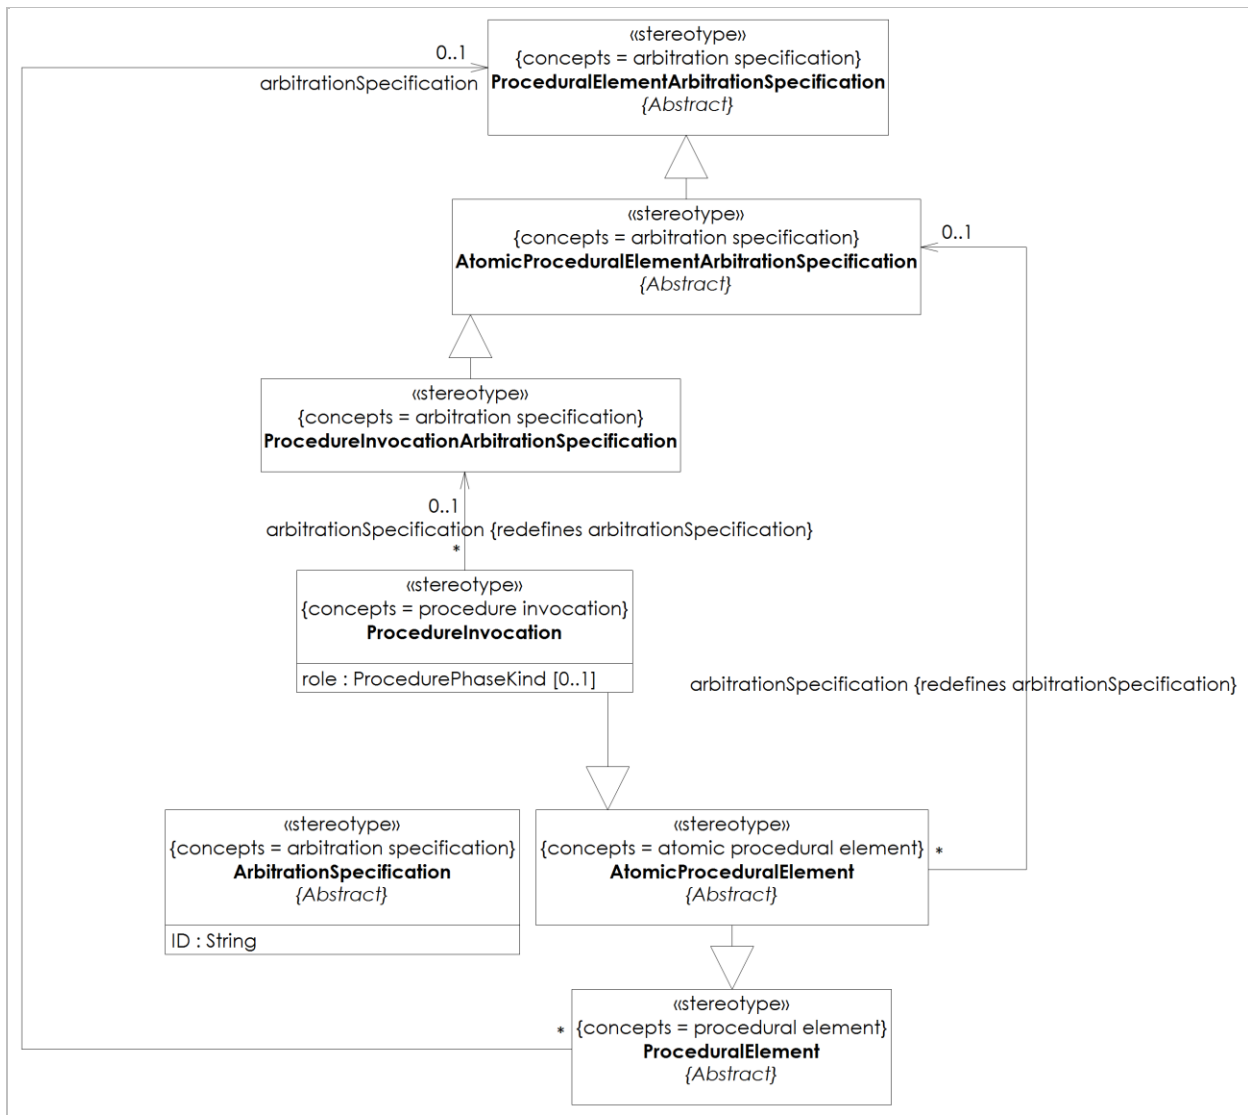 «stereotype»
{concepts = arbitration specification}
ProceduralElementArbitrationSpecification
{Abstract}
0..1
arbitrationSpecification
«stereotype»
{concepts = arbitration specification}
AtomicProceduralElementArbitrationSpecification
{Abstract}
0..1
«stereotype»
{concepts = arbitration specification}
ProcedureInvocationArbitrationSpecification
0..1
arbitrationSpecification {redefines arbitrationSpecification}
*
«stereotype»
{concepts = procedure invocation}
ProcedureInvocation
role : ProcedurePhaseKind [0..1]
arbitrationSpecification {redefines arbitrationSpecification}
«stereotype»
{concepts = arbitration specification}
ArbitrationSpecification
{Abstract}
ID : String
«stereotype»
{concepts = atomic procedural element}
AtomicProceduralElement
{Abstract}
*
«stereotype»
{concepts = procedural element}
ProceduralElement
{Abstract}
*